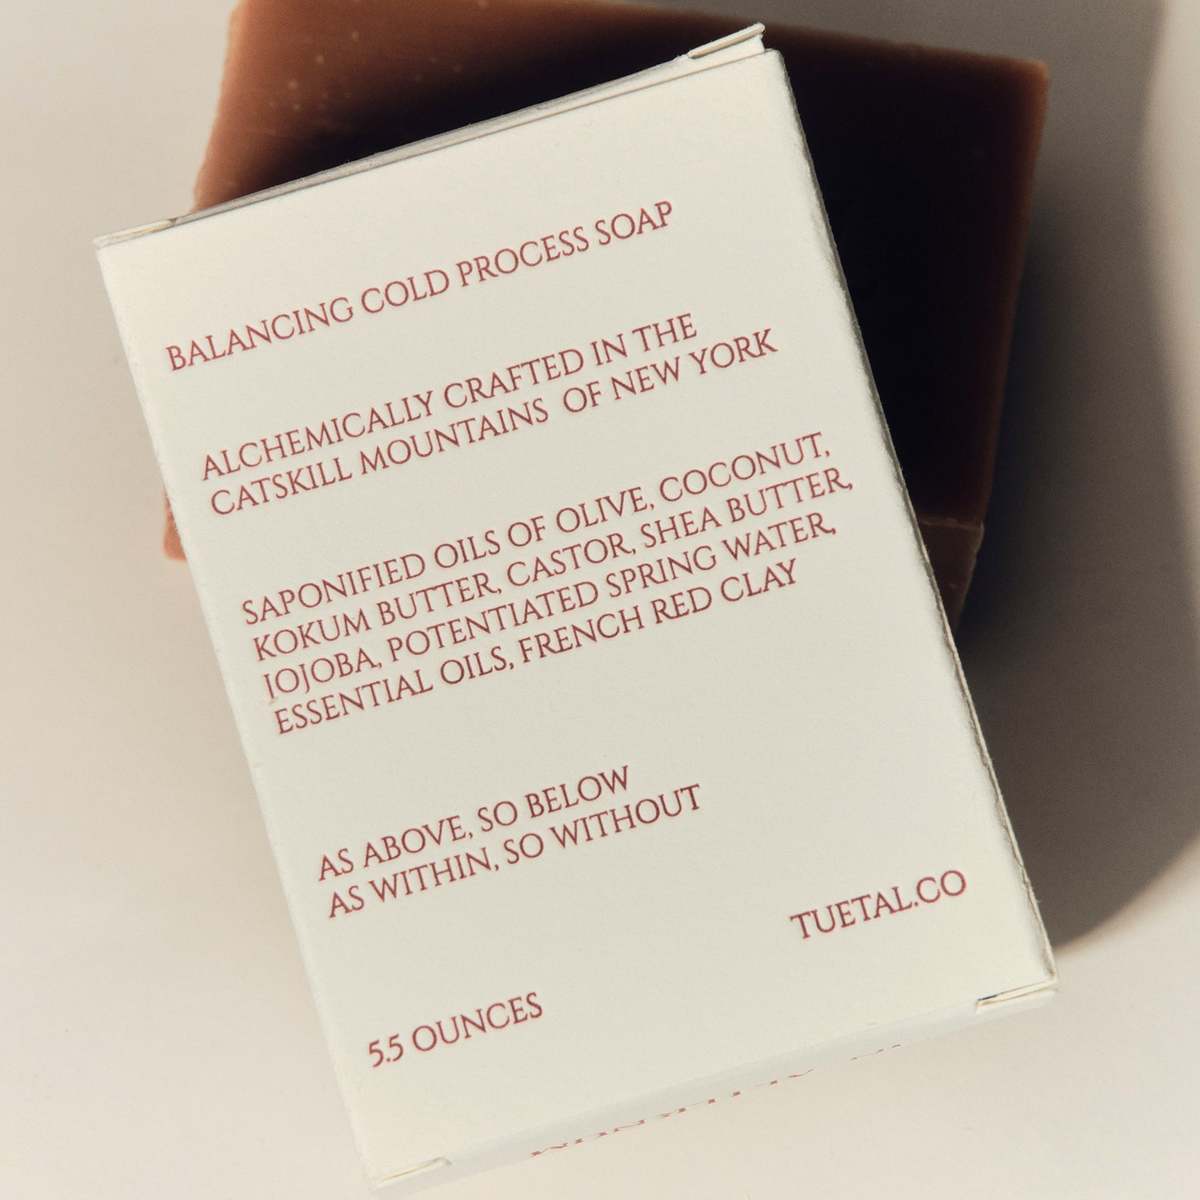 BALANCING COLD PROCESS SOAP
ALCHEMICALLY CRAFTED IN THE
CATSKILL MOUNTAINS OF NEW YORK
SAPONIFIED OILS OF OLIVE, COCONUT,
KOKUM BUTTER, CASTOR, SHEA BUTTER,
JOJOBA, POTENTIATED SPRING WATER,
ESSENTIAL OILS, FRENCH RED CLAY
AS ABOVE, SO BELOW
AS WITHIN, SO WITHOUT
TUETAL.CO
5.5 OUNCES